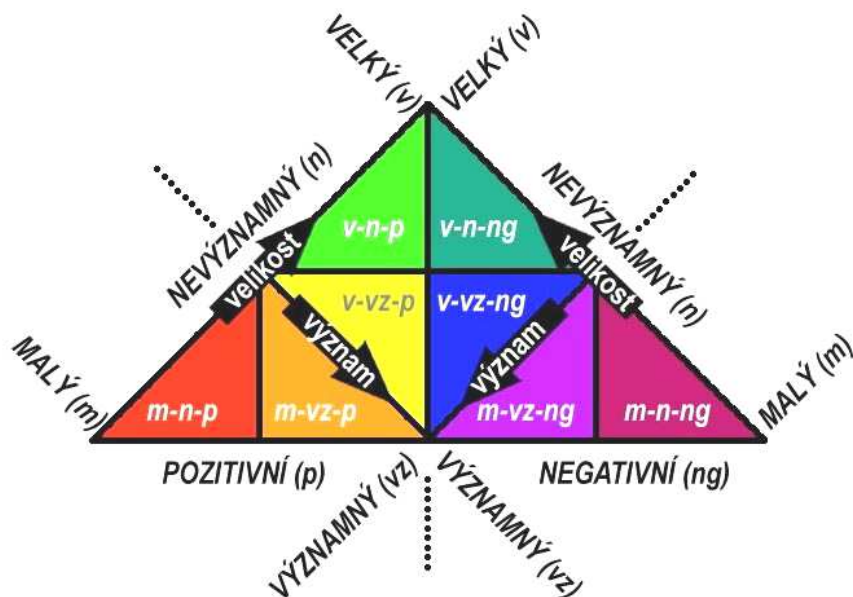 VELKÝ (v)
VELKÝ (v)
NEVÝZNAMNÝ (n)
NEVÝZNAMNÝ (n)
v-n-p
v-n-ng
velikost
velikost
v-vz-p
v-vz-ng
význam
význam
MALÝ (m)
MALÝ (m)
m-n-p
m-vz-p
m-vz-ng
m-n-ng
POZITIVNÍ (p)
NEGATIVNÍ (ng)
VÝZNAMNÝ (vz)
VÝZNAMNÝ (vz)